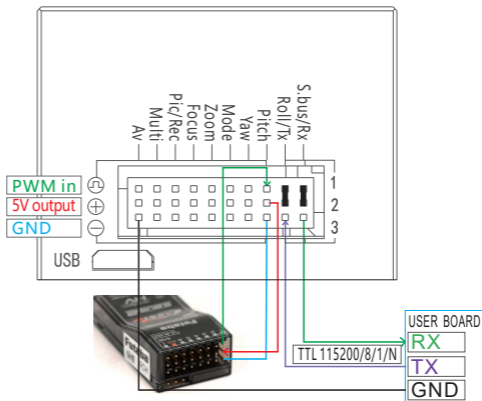 S.bus/Rx
Roll/Tx
Pitch
Yaw
Mode
Zoom
Focus
Pic/Rec
Multi
Av
PWM in
5V output
GND
1
2
3
USB
Futaba
USER BOARD
RX
TTL 115200/8/1/N
TX
GND